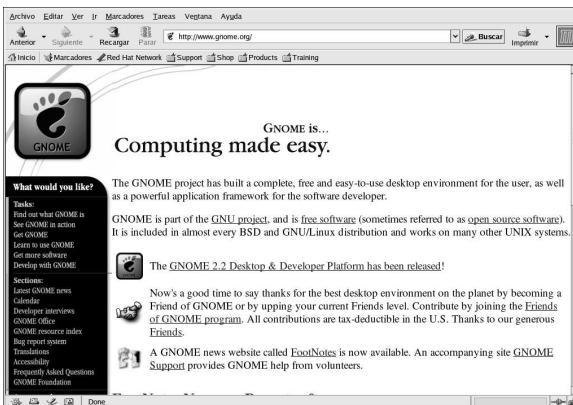 Archivo Editar Ver Ir Marcadores Tareas Ventana Ayuda
Anterior Siguiente Recargar Parar http://www.gnome.org/ Buscar Imprimir
Inicio Marcadores Red Hat Network Support Shop Products Training
GNOME
GNOME is...
Computing made easy.
What would you like?
Tasks:
Find out what GNOME is
See GNOME in action
Get GNOME
Learn to use GNOME
Get more software
Develop with GNOME
Sections:
Latest GNOME news
Calendar
Developer interviews
GNOME Office
GNOME resource index
Bug report system
Translations
Accessibility
Frequently Asked Questions
GNOME Foundation
The GNOME project has built a complete, free and easy-to-use desktop environment for the user, as well
as a powerful application framework for the software developer.
GNOME is part of the GNU project, and is free software (sometimes referred to as open source software).
It is included in almost every BSD and GNU/Linux distribution and works on many other UNIX systems.
The GNOME 2.2 Desktop & Developer Platform has been released!
Now's a good time to say thanks for the best desktop environment on the planet by becoming a
Friend of GNOME or by upping your current Friends level. Contribute by joining the Friends
of GNOME program. All contributions are tax-deductible in the U.S. Thanks to our generous
Friends.
A GNOME news website called FootNotes is now available. An accompanying site GNOME
Support provides GNOME help from volunteers.
Done